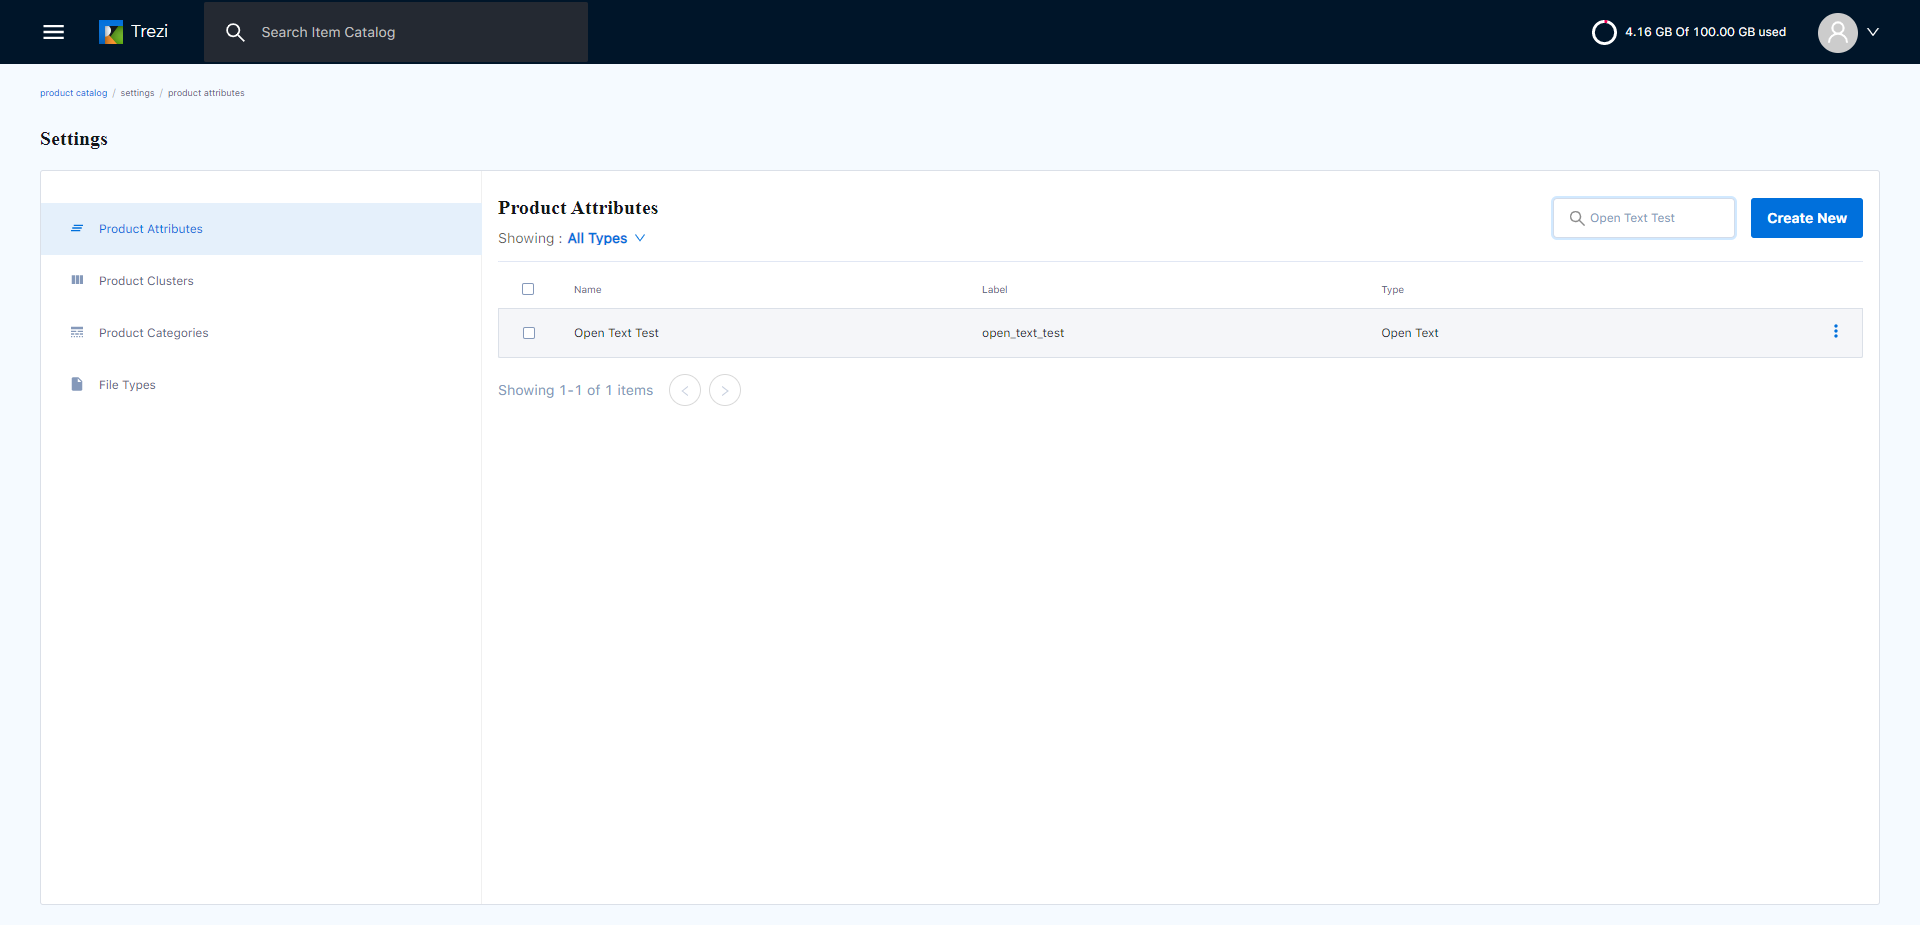 Trezi
Search Item Catalog
4.16 GB Of 100.00 GB used
product catalog / settings / product attributes
Settings
Product Attributes
Product Clusters
Product Categories
File Types
Product Attributes
Showing : All Types
Open Text Test
Create New
Name Label Type
Open Text Test open_text_test Open Text
Showing 1-1 of 1 items < >